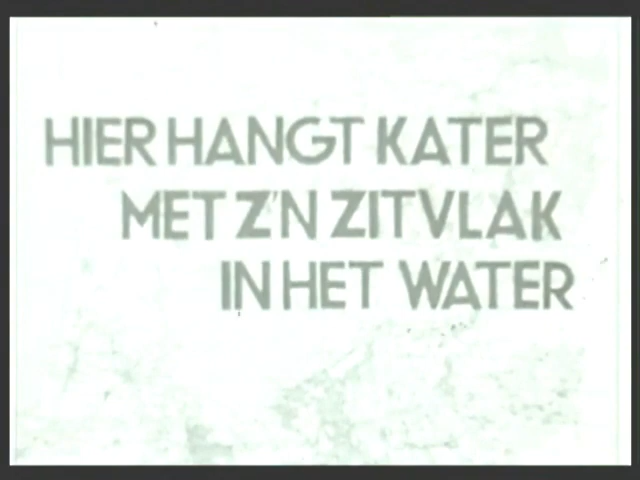 HIER HANGT KATER
MET Z'N ZITVLAK
IN HET WATER